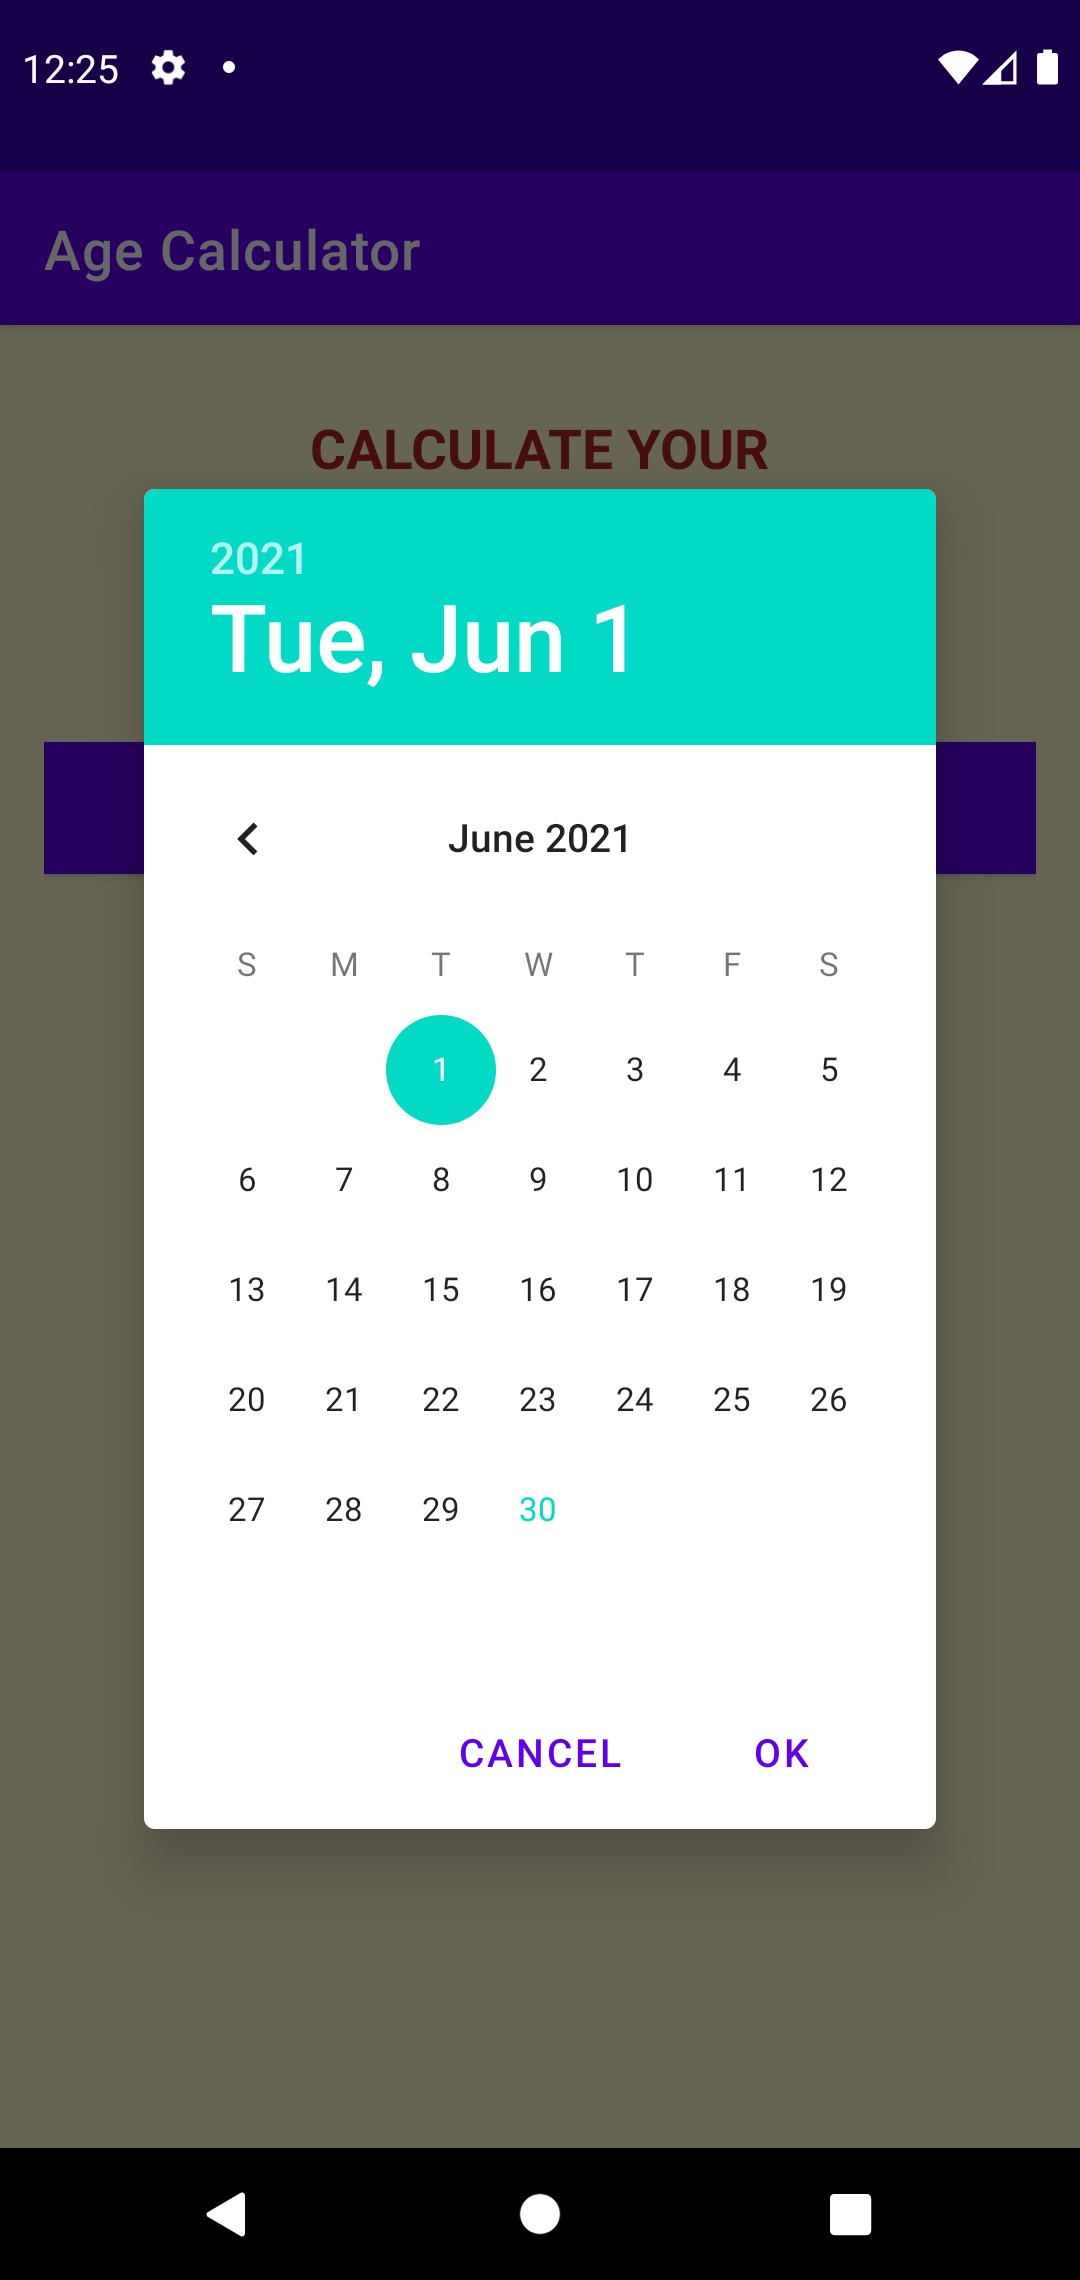 12:25
Age Calculator
CALCULATE YOUR
2021
Tue, Jun 1
June 2021
S M T W T F S
1 2 3 4 5
6 7 8 9 10 11 12
13 14 15 16 17 18 19
20 21 22 23 24 25 26
27 28 29 30
CANCEL OK